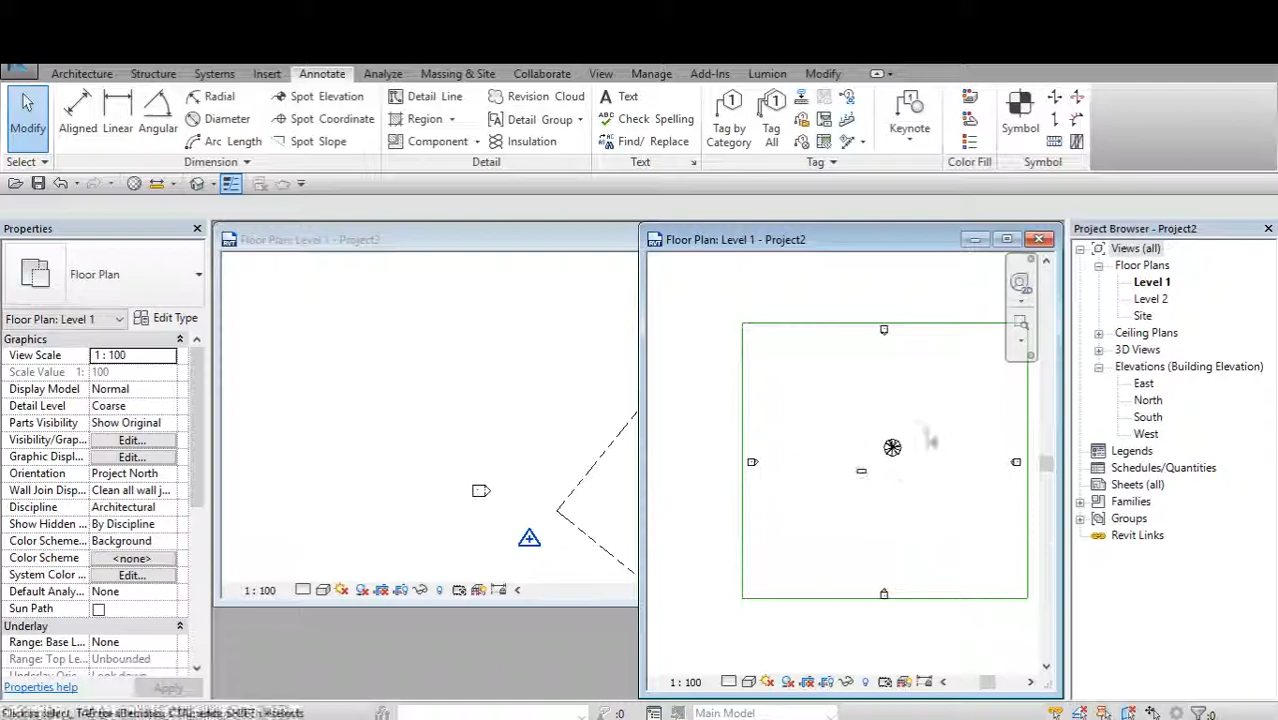 Architecture Structure Systems Insert Annotate Analyze Massing & Site Collaborate View Manage Add-Ins Lumion Modify
Modify
Select
Aligned Linear Angular
Radial
Diameter
Arc Length
Spot Elevation
Spot Coordinate
Spot Slope
Dimension
Detail Line
Region
Component
Revision Cloud
Detail Group
Insulation
Detail
A Text
ABC Check Spelling
Find/ Replace
Text
Tag by Category
Tag All
Tag
Keynote
Color Fill
Symbol
Symbol
Properties
Floor Plan
Floor Plan: Level 1
Edit Type
Graphics
View Scale 1 : 100
Scale Value 1: 100
Display Model Normal
Detail Level Coarse
Parts Visibility Show Original
Visibility/Grap... Edit...
Graphic Displ... Edit...
Orientation Project North
Wall Join Disp... Clean all wall j...
Discipline Architectural
Show Hidden ... By Discipline
Color Scheme ... Background
Color Scheme <none>
System Color ... Edit...
Default Analy... None
Sun Path
Underlay
Range: Base L... None
Range: Top Le... Unbounded
Properties help
Apply
Floor Plan: Level 1 - Project2
1 : 100
Floor Plan: Level 1 - Project2
2D
1 : 100
Project Browser - Project2
Views (all)
Floor Plans
Level 1
Level 2
Site
Ceiling Plans
3D Views
Elevations (Building Elevation)
East
North
South
West
Legends
Schedules/Quantities
Sheets (all)
Families
Groups
Revit Links
:0
Main Model
:0